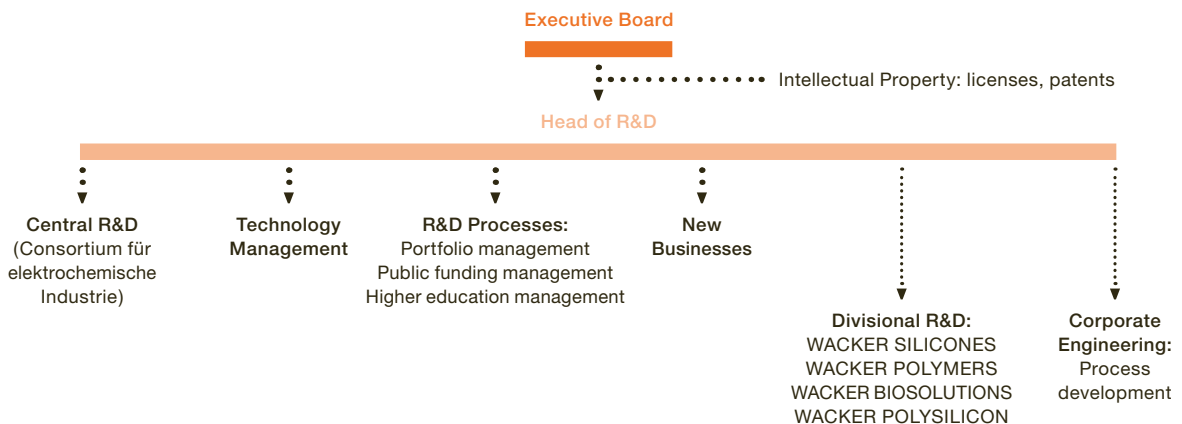 Executive Board
Intellectual Property: licenses, patents
Head of R&D
Central R&D
(Consortium für
elektrochemische
Industrie)
Technology
Management
R&D Processes:
Portfolio management
Public funding management
Higher education management
New
Businesses
Divisional R&D:
WACKER SILICONES
WACKER POLYMERS
WACKER BIOSOLUTIONS
WACKER POLYSILICON
Corporate
Engineering:
Process
development